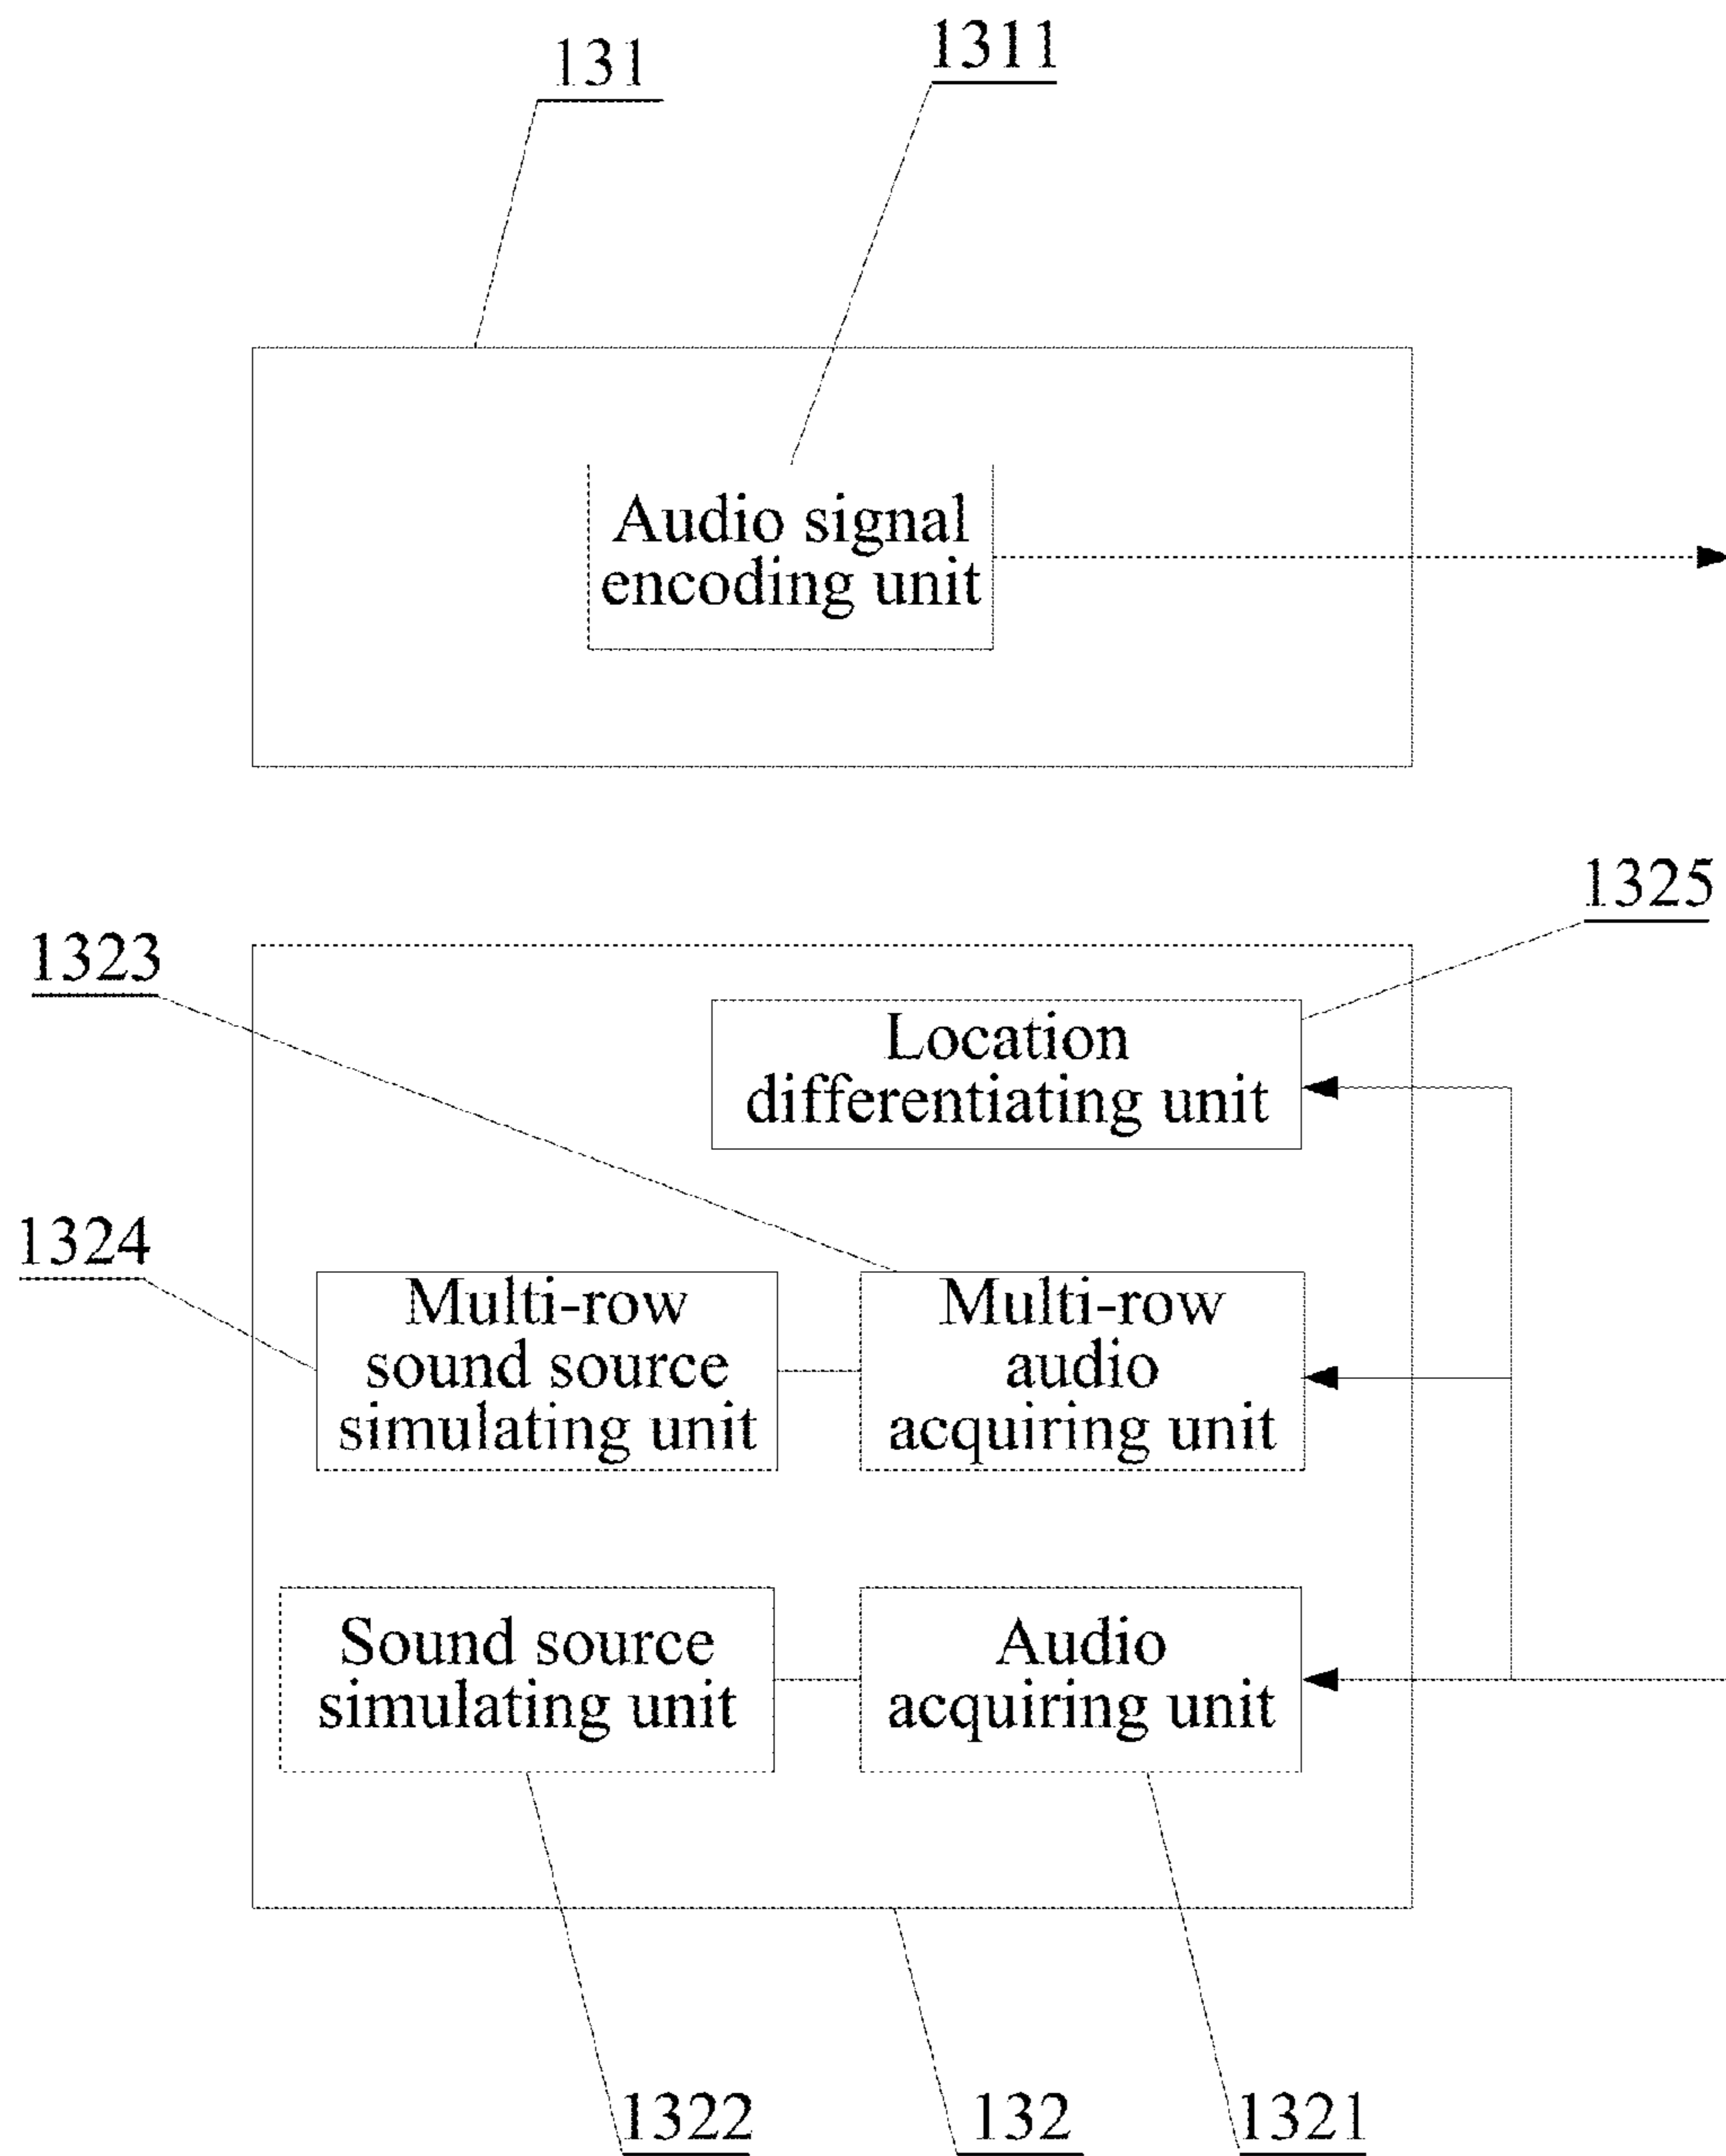 1311
131
Audio signal
encoding unit
1325
1323
Location
differentiating unit
1324
Multi-row
sound source
simulating unit
Multi-row
audio
acquiring unit
Sound source
simulating unit
Audio
acquiring unit
1322
132
1321